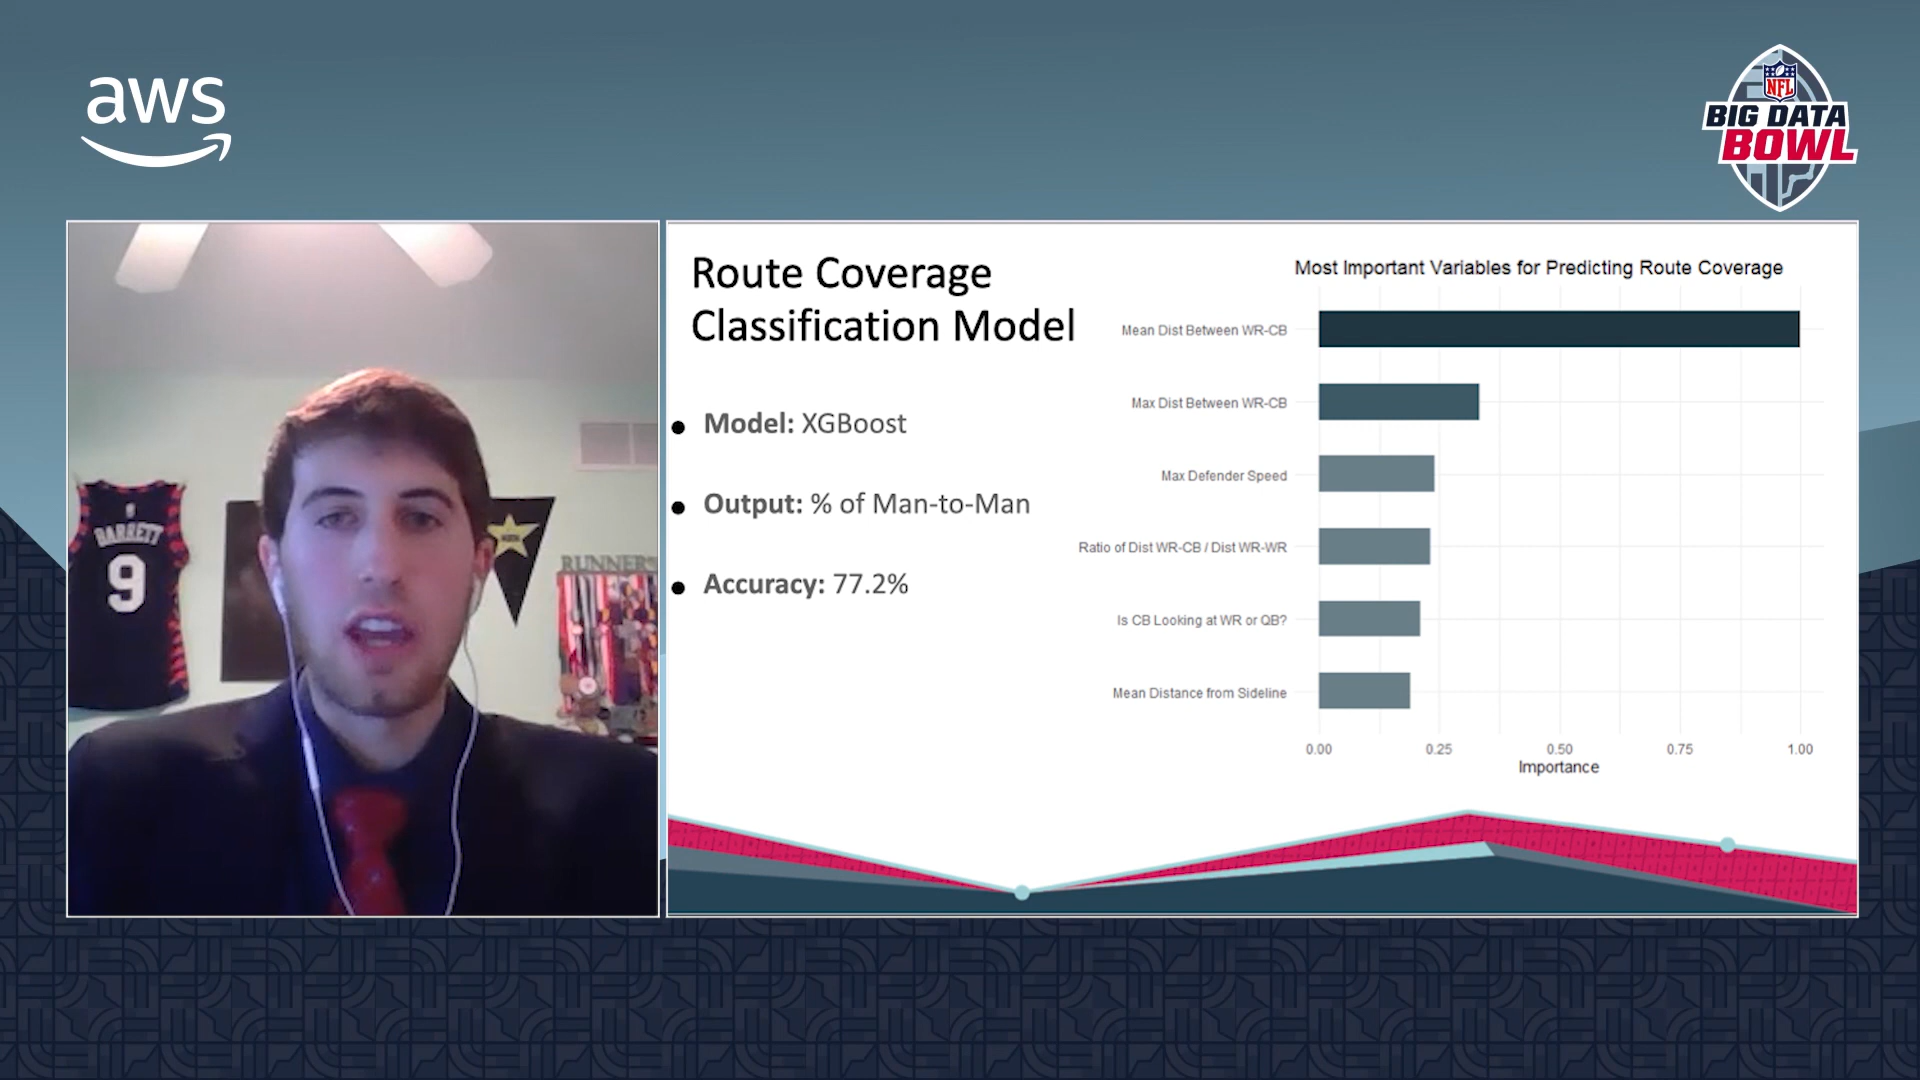 aws
NFL
BIG DATA
BOWL
Route Coverage
Classification Model
Model: XGBoost
Output: % of Man-to-Man
Accuracy: 77.2%
Most Important Variables for Predicting Route Coverage
Mean Dist Between WR-CB
Max Dist Between WR-CB
Max Defender Speed
Ratio of Dist WR-CB / Dist WR-WR
Is CB Looking at WR or QB?
Mean Distance from Sideline
0.00 0.25 0.50 0.75 1.00
Importance
BARRETT
9
RUNNER